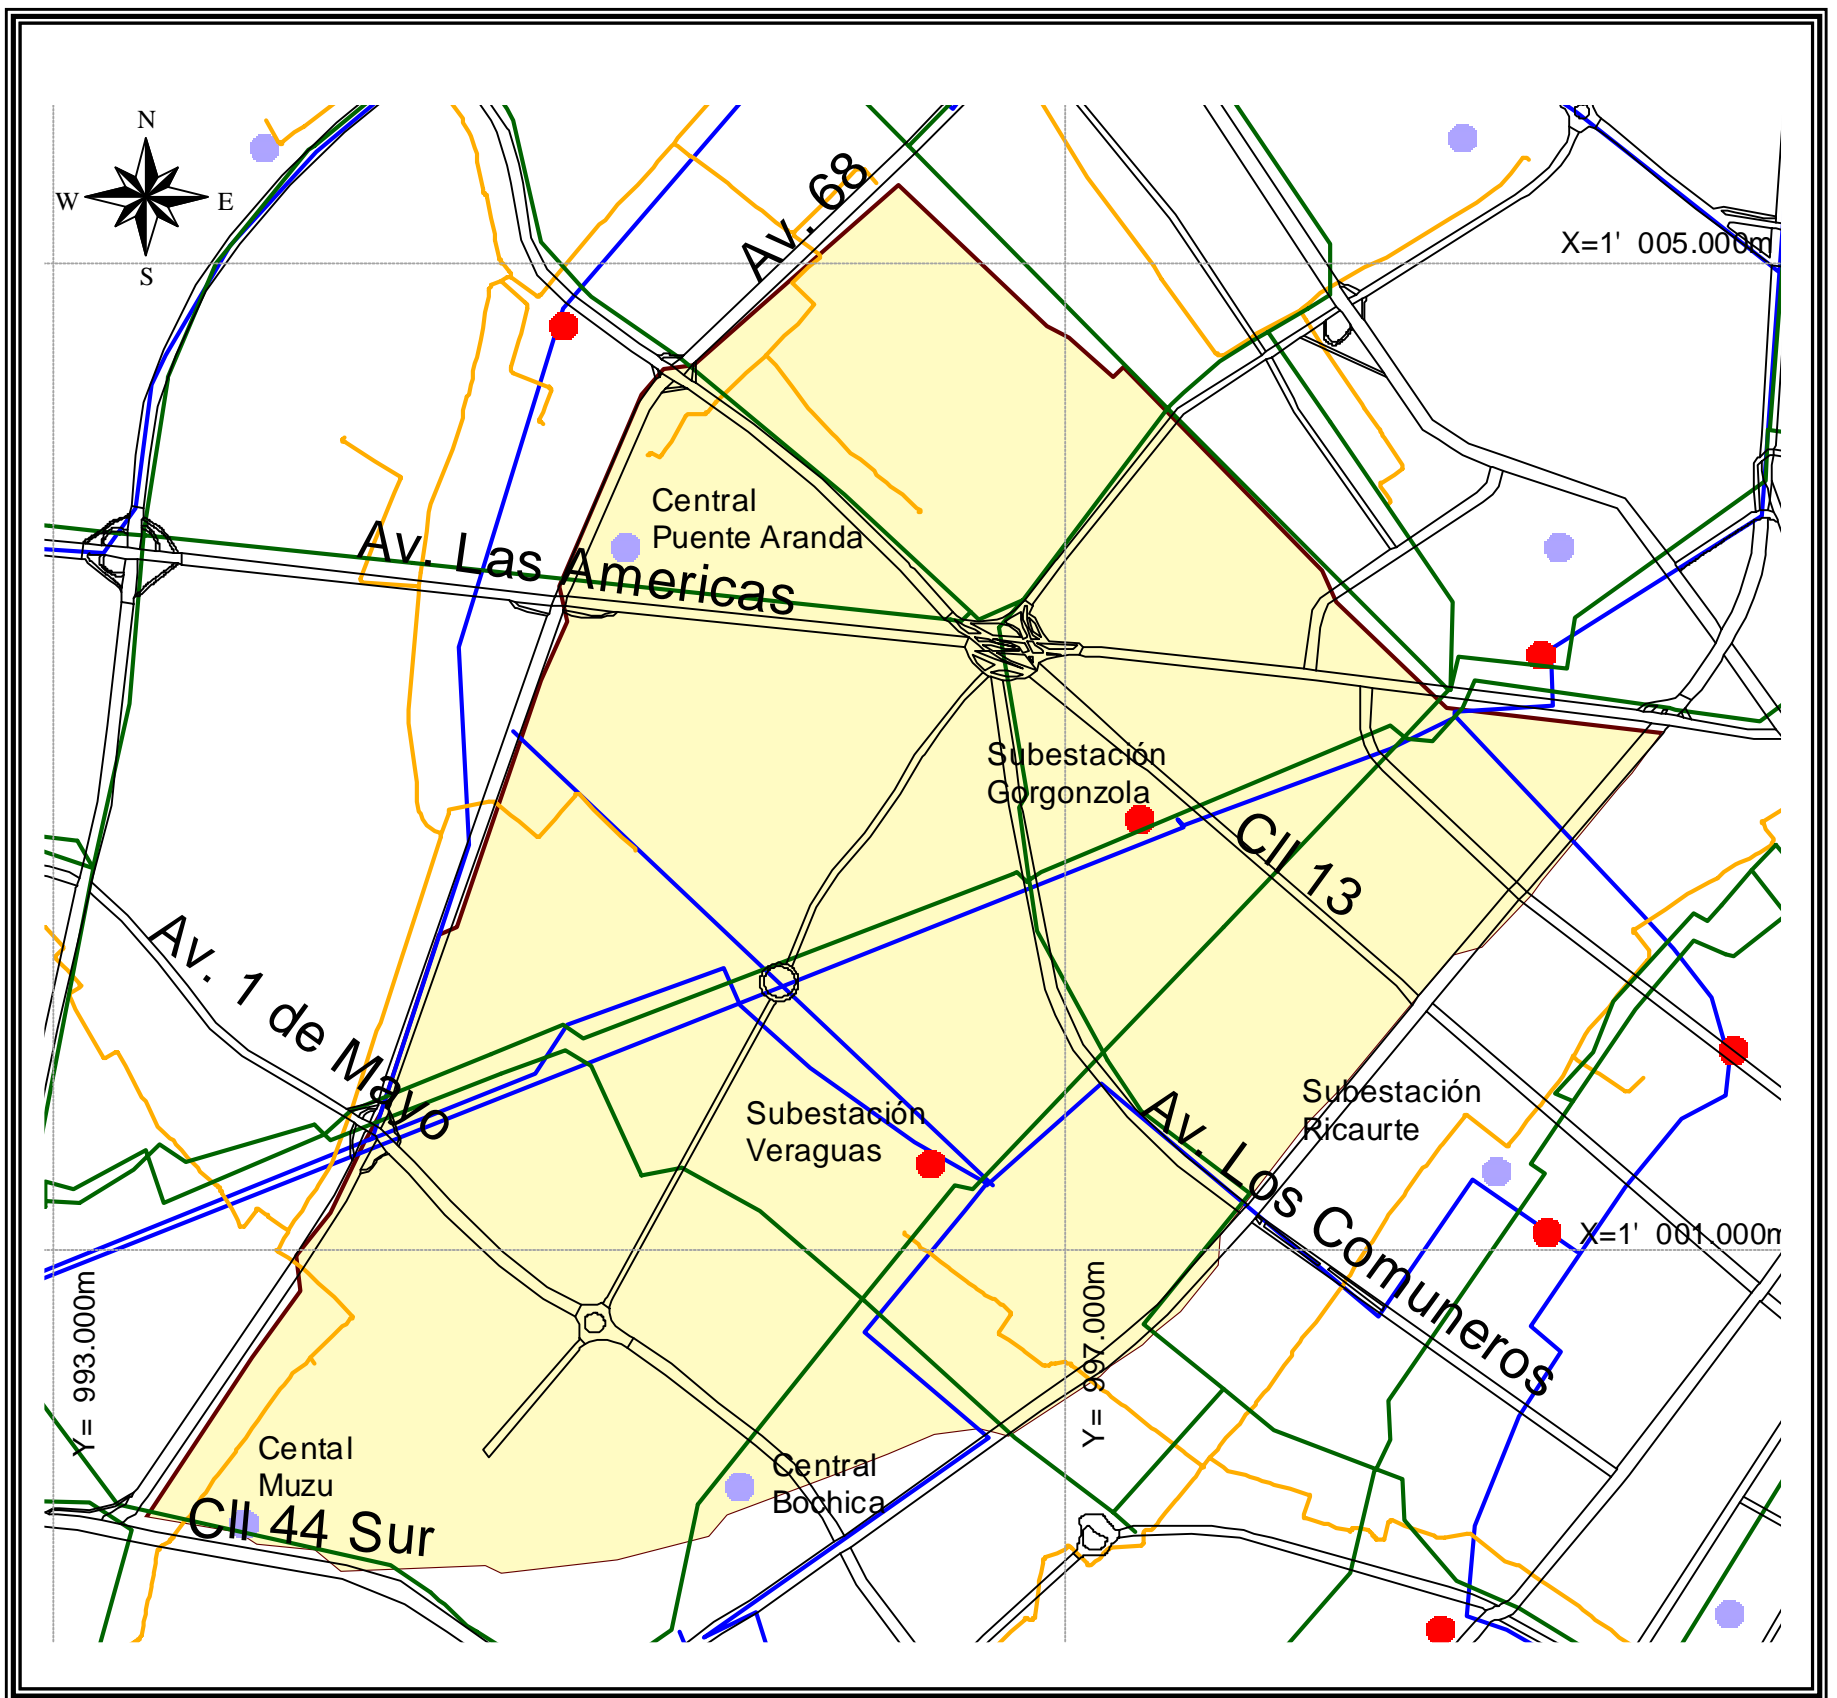 N
W E
S
Av. 68
X=1' 005.000m
Central
Puente Aranda
Av. Las Americas
Subestación
Gorgonzola
Cll 13
Av. 1 de Mayo
Subestación
Veraguas
Subestación
Ricaurte
Av. Los Comuneros
X=1' 001.000m
Y= 993.000m
Y= 997.000m
Cental
Muzu
Central
Bochica
Cll 44 Sur